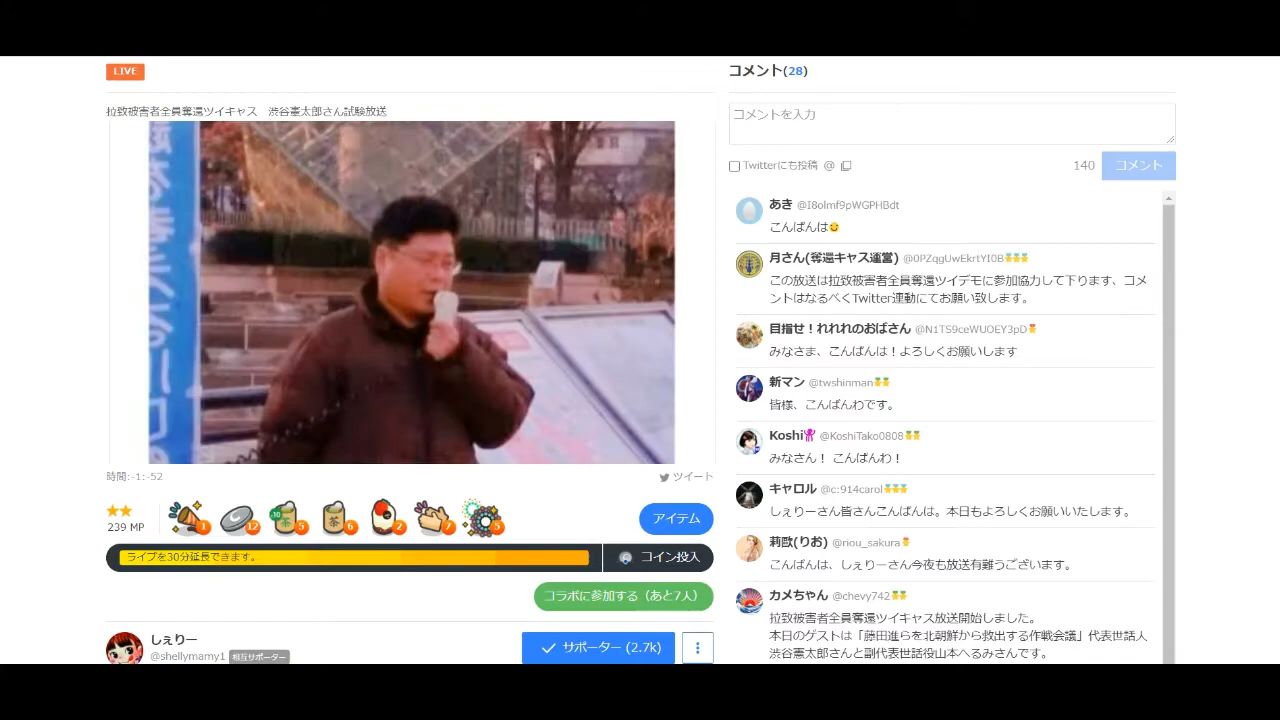 LIVE
拉致被害者全員奪還ツイキャス　渋谷憲太郎さん試験放送
時間:-1:-52
ツイート
★★
239 MP
1
12
+10
茶
5
茶
6
2
7
5
アイテム
ライブを30分延長できます。
コイン投入
コラボに参加する（あと7人）
しぇりー
@shellymamy1 相互サポーター
サポーター (2.7k)
コメント(28)
コメントを入力
Twitterにも投稿 @
140
コメント
あき @I8olmf9pWGPHBdt
こんばんは
月さん(奪還キャス運営) @0PZqgUwEkrtYI0B
この放送は拉致被害者全員奪還ツイデモに参加協力して下ります、コメ
ントはなるべくTwitter連動にてお願い致します。
目指せ！れれれのおばさん @N1TS9ceWUOEY3pD
みなさま、こんばんは！よろしくお願いします
新マン @twshinman
皆様、こんばんわです。
Koshi @KoshiTako0808
みなさん！ こんばんわ！
キャロル @c:914carol
しぇりーさん皆さんこんばんは。本日もよろしくお願いいたします。
莉歐(りお) @riou_sakura
こんばんは、しぇりーさん今夜も放送有難うございます。
カメちゃん @chevy742
拉致被害者全員奪還ツイキャス放送開始しました。
本日のゲストは「藤田進らを北朝鮮から救出する作戦会議」代表世話人
渋谷憲太郎さんと副代表世話役山本へるみさんです。